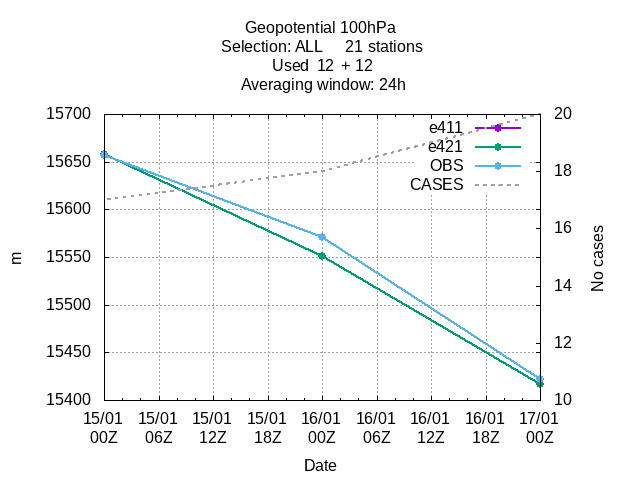 Geopotential 100hPa
Selection: ALL     21 stations
Used  12  + 12
Averaging window: 24h
15700
15650
15600
15550
15500
15450
15400
m
20
18
16
14
12
10
No cases
e411
e421
OBS
CASES
15/01 15/01 15/01 15/01 16/01 16/01 16/01 16/01 17/01
00Z 06Z 12Z 18Z 00Z 06Z 12Z 18Z 00Z
Date